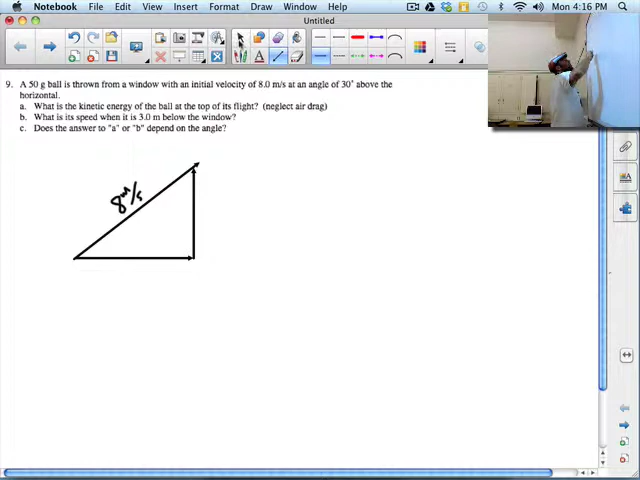 Notebook File Edit View Insert Format Draw Window Help Mon 4:16 PM
Untitled
9. A 50 g ball is thrown from a window with an initial velocity of 8.0 m/s at an angle of 30˚ above the
horizontal.
a. What is the kinetic energy of the ball at the top of its flight? (neglect air drag)
b. What is its speed when it is 3.0 m below the window?
c. Does the answer to "a" or "b" depend on the angle?
8 m/s